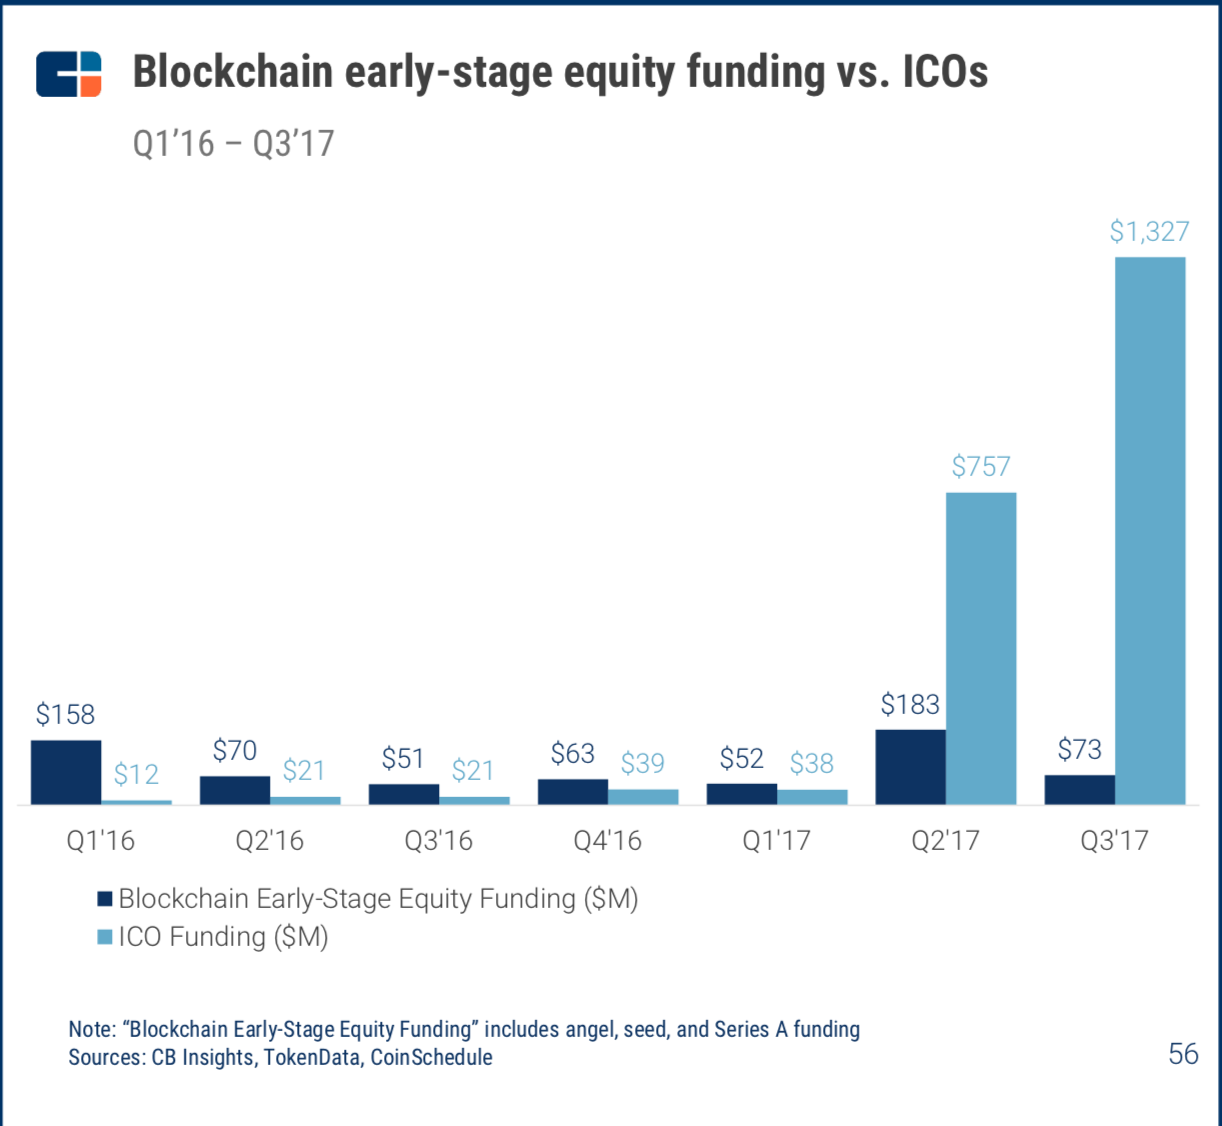 Blockchain early-stage equity funding vs. ICOs
Q1’16 – Q3’17
$1,327
$757
$158
$12
$70
$21
$51
$21
$63
$39
$52
$38
$183
$73
Q1'16
Q2'16
Q3'16
Q4'16
Q1'17
Q2'17
Q3'17
Blockchain Early-Stage Equity Funding ($M)
ICO Funding ($M)
Note: “Blockchain Early-Stage Equity Funding” includes angel, seed, and Series A funding
Sources: CB Insights, TokenData, CoinSchedule
56